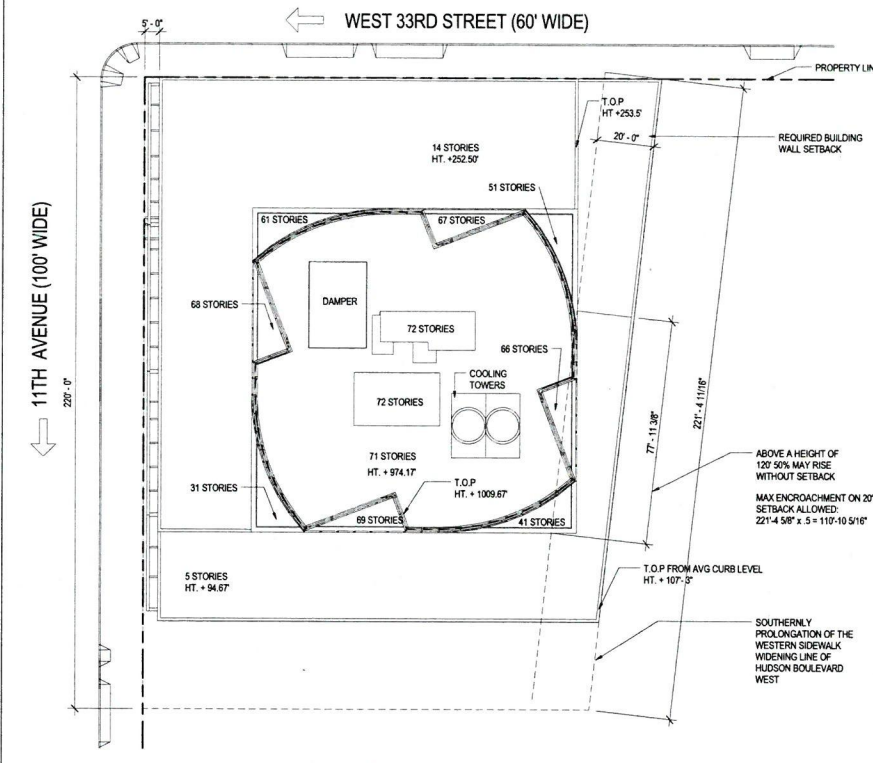 5' - 0"
WEST 33RD STREET (60' WIDE)
PROPERTY LIN
T.O.P
HT +253.5'
20' - 0"
REQUIRED BUILDING
WALL SETBACK
14 STORIES
HT. +252.50'
51 STORIES
61 STORIES
67 STORIES
11TH AVENUE (100' WIDE)
220' - 0"
68 STORIES
DAMPER
72 STORIES
66 STORIES
COOLING
TOWERS
72 STORIES
77' - 11 3/8"
221' - 4 11/16"
71 STORIES
HT. + 974.17'
T.O.P
HT. + 1009.67'
ABOVE A HEIGHT OF
120' 50% MAY RISE
WITHOUT SETBACK
MAX ENCROACHMENT ON 20'
SETBACK ALLOWED:
221'-4 5/8" x .5 = 110'-10 5/16"
31 STORIES
69 STORIES
41 STORIES
5 STORIES
HT. + 94.67'
T.O.P FROM AVG CURB LEVEL
HT. + 107'- 3"
SOUTHERNLY
PROLONGATION OF THE
WESTERN SIDEWALK
WIDENING LINE OF
HUDSON BOULEVARD
WEST